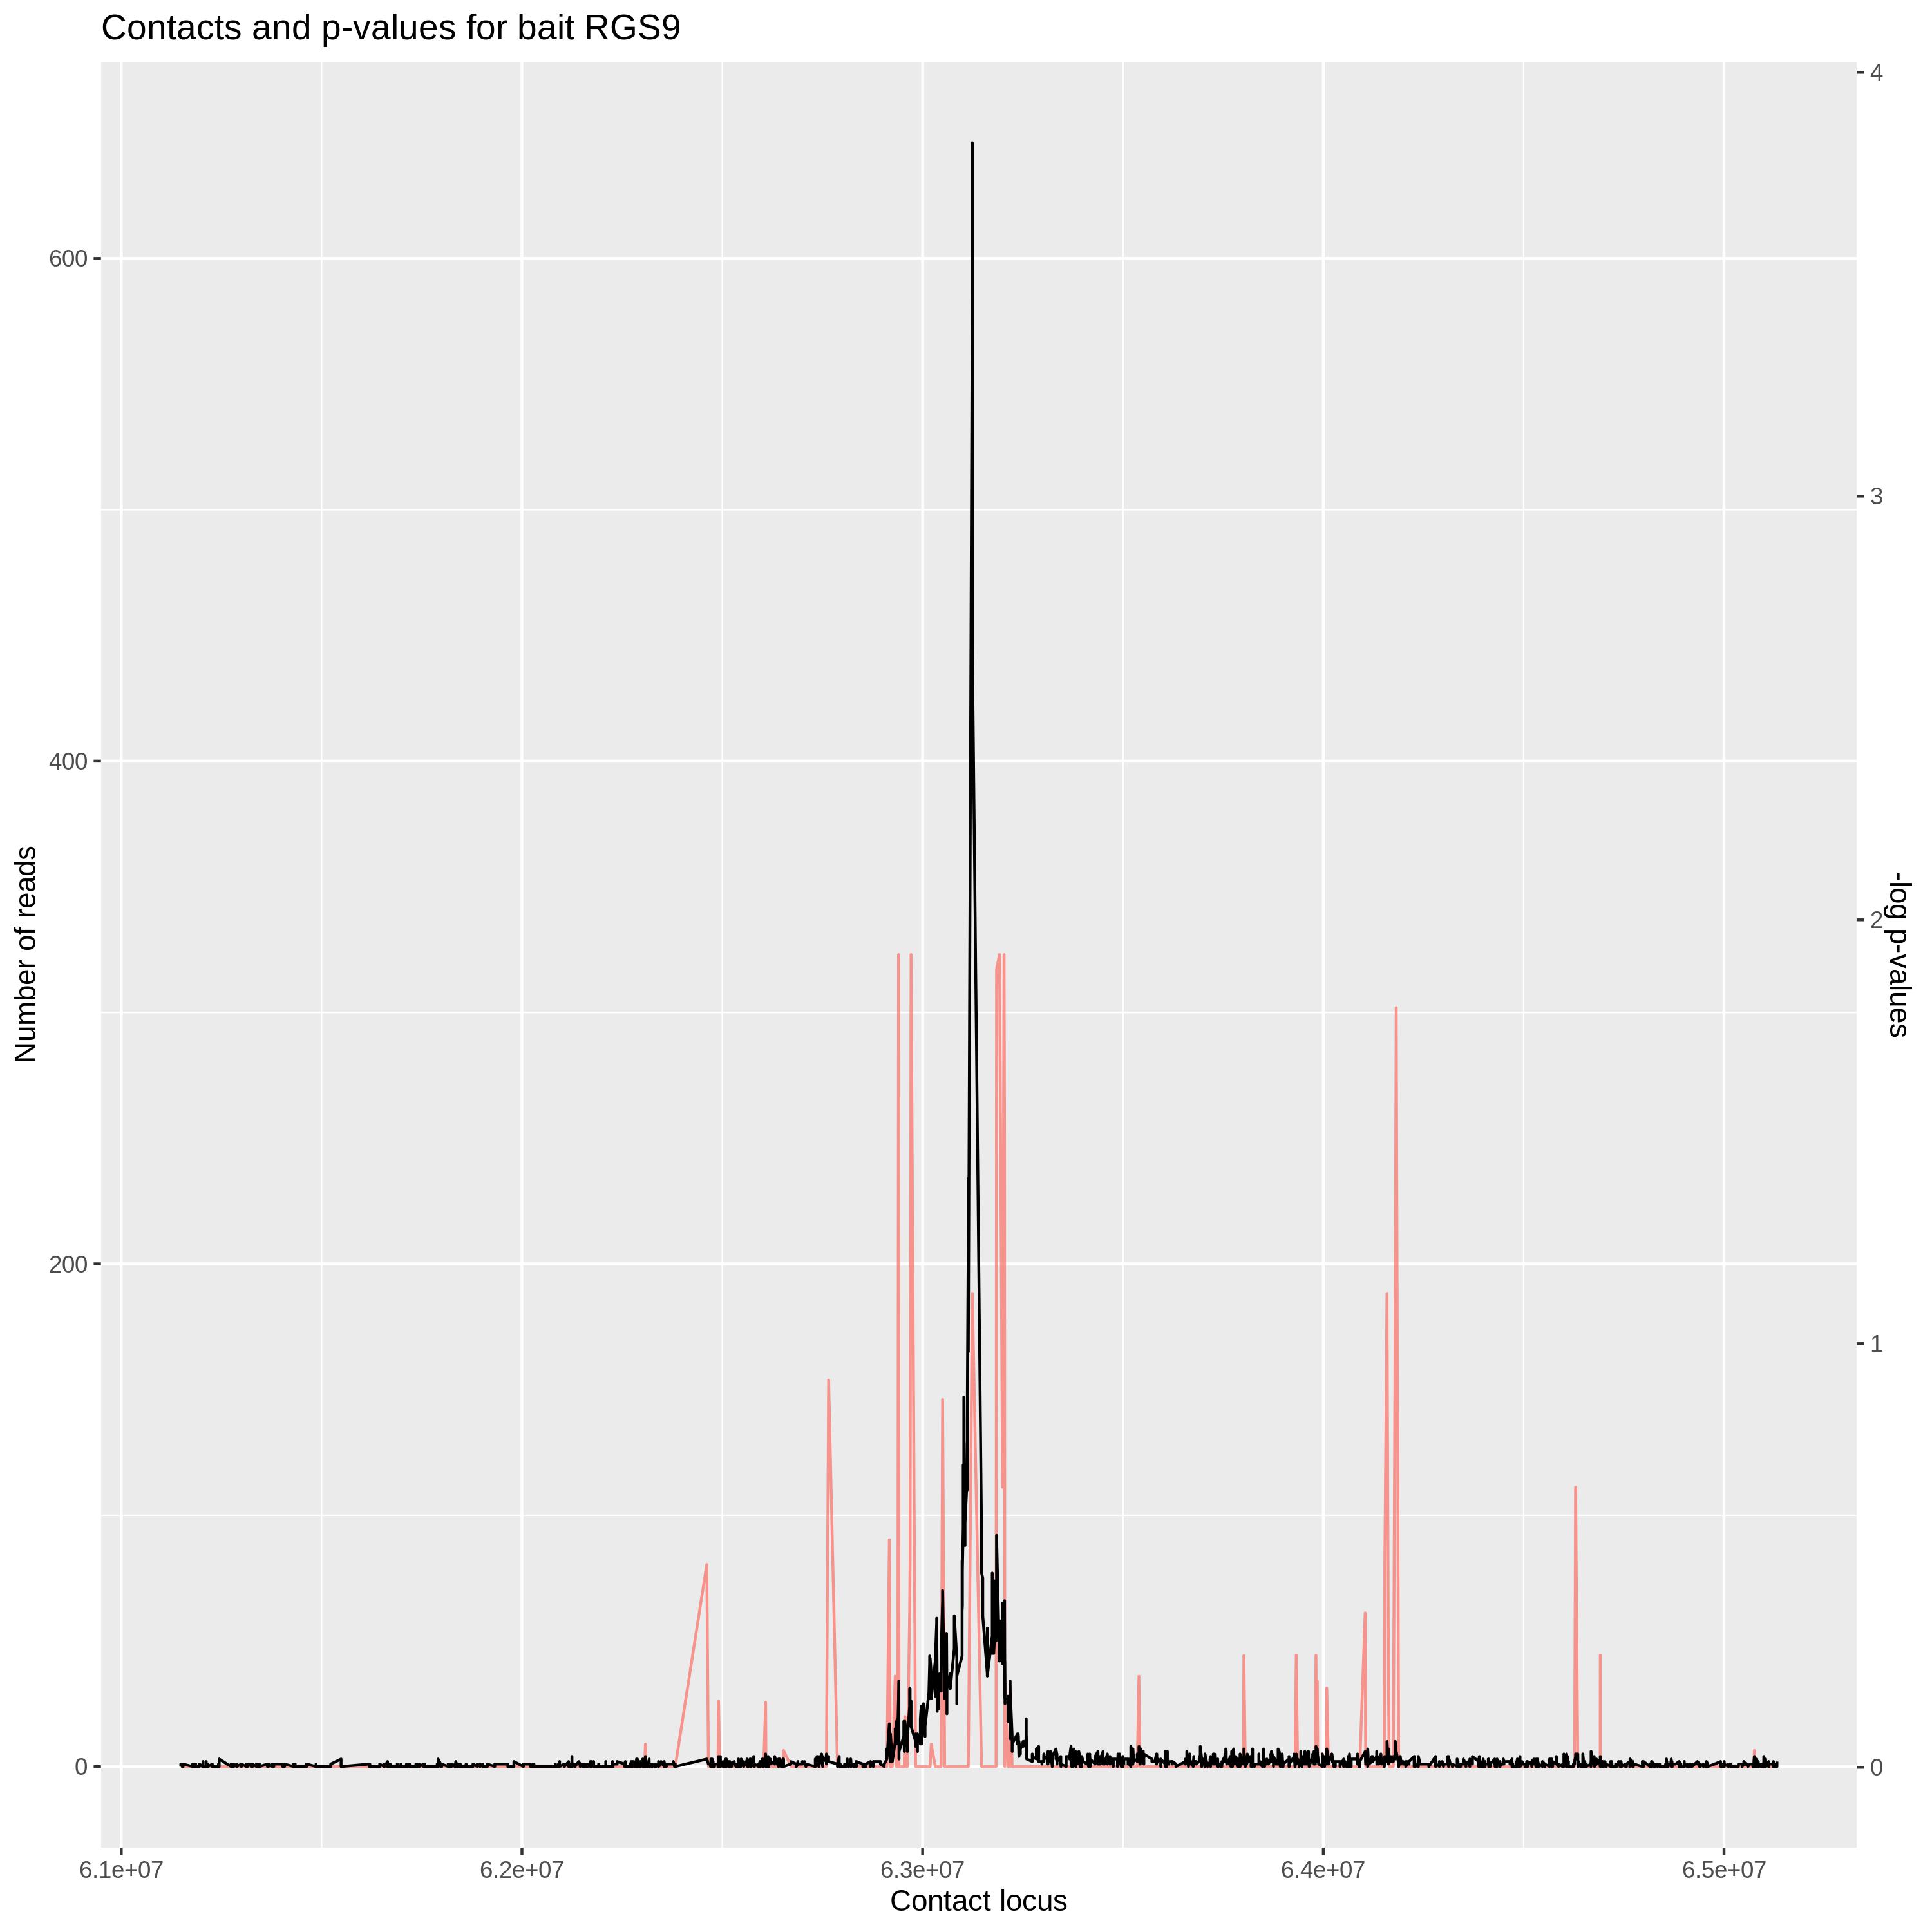 Contacts and p-values for bait RGS9
4
600
3
400
Number of reads
2
-log p-values
200
1
0
0
6.1e+07
6.2e+07
6.3e+07
6.4e+07
6.5e+07
Contact locus